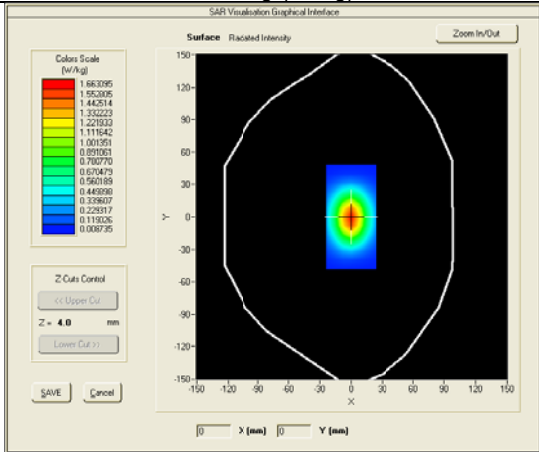 SAR Visualisation Graphical Interface
Surface Racated Intensity
Zoom In/Out
Colors Scale
(W/kg)
1.663095
1.552805
1.442514
1.332223
1.221933
1.111642
1.001351
0.891061
0.780770
0.670479
0.560189
0.449898
0.339607
0.229317
0.119026
0.008735
Z-Cuts Control
<< Upper Cut
Z = 4.0 mm
Lower Cut >>
SAVE Cancel
150
120
90
60
30
0
-30
-60
-90
-120
-150
Y
-150 -120 -90 -60 -30 0 30 60 90 120 150
X
0 X (mm) 0 Y (mm)